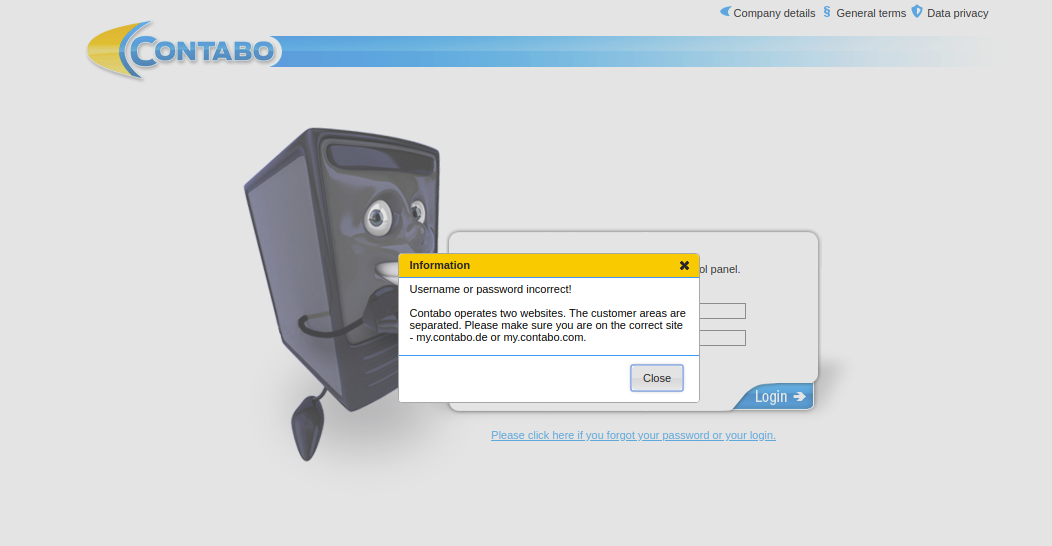 Company details § General terms Data privacy
CONTABO
ol panel.
Information
Username or password incorrect!
Contabo operates two websites. The customer areas are
separated. Please make sure you are on the correct site
- my.contabo.de or my.contabo.com.
Close
Login
Please click here if you forgot your password or your login.